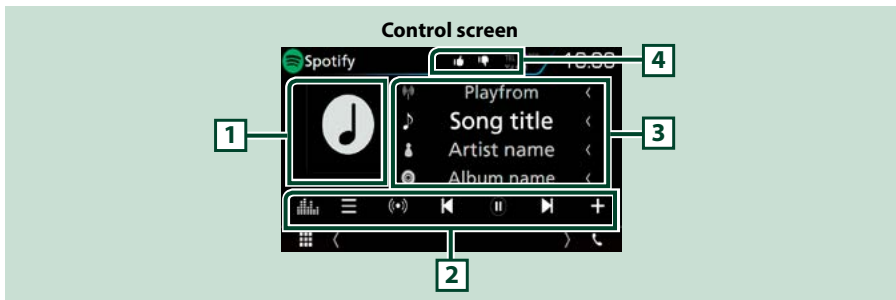 Control screen
Spotify
4
Playfrom
1
Song title
3
Artist name
Album name
2